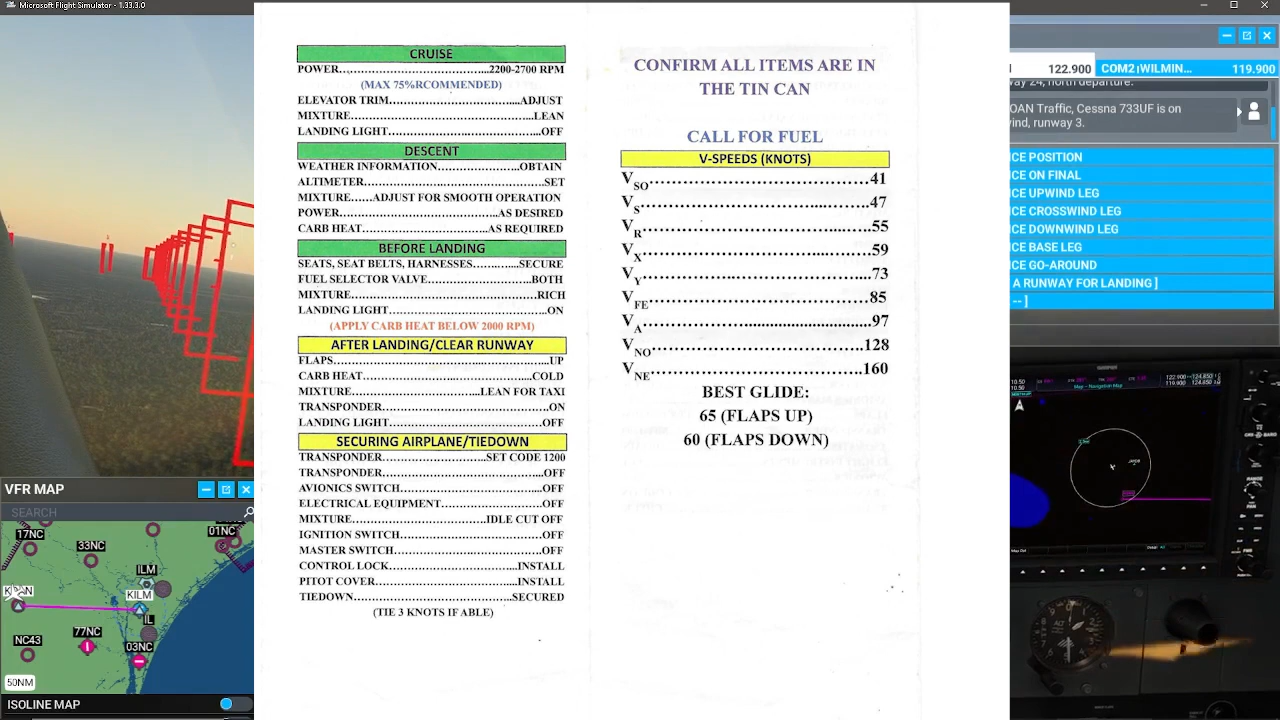 Microsoft Flight Simulator - 1.33.3.0
CRUISE
POWER.................................2200-2700 RPM
(MAX 75%RCOMMENDED)
ELEVATOR TRIM..............................ADJUST
MIXTURE............................................LEAN
LANDING LIGHT...................................OFF
DESCENT
WEATHER INFORMATION..................OBTAIN
ALTIMETER..........................................SET
MIXTURE......ADJUST FOR SMOOTH OPERATION
POWER....................................AS DESIRED
CARB HEAT.............................AS REQUIRED
BEFORE LANDING
SEATS, SEAT BELTS, HARNESSES............SECURE
FUEL SELECTOR VALVE........................BOTH
MIXTURE............................................RICH
LANDING LIGHT....................................ON
(APPLY CARB HEAT BELOW 2000 RPM)
AFTER LANDING/CLEAR RUNWAY
FLAPS..................................................UP
CARB HEAT.......................................COLD
MIXTURE..............................LEAN FOR TAXI
TRANSPONDER......................................ON
LANDING LIGHT...................................OFF
SECURING AIRPLANE/TIEDOWN
TRANSPONDER......................SET CODE 1200
TRANSPONDER.....................................OFF
AVIONICS SWITCH.................................OFF
ELECTRICAL EQUIPMENT........................OFF
MIXTURE..............................IDLE CUT OFF
IGNITION SWITCH.................................OFF
MASTER SWITCH...................................OFF
CONTROL LOCK..............................INSTALL
PITOT COVER................................INSTALL
TIEDOWN....................................SECURED
(TIE 3 KNOTS IF ABLE)
CONFIRM ALL ITEMS ARE IN
THE TIN CAN
CALL FOR FUEL
V-SPEEDS (KNOTS)
VSO............................................41
VS..............................................47
VR..............................................55
VX..............................................59
VY..............................................73
VFE............................................85
VA..............................................97
VNO..........................................128
VNE..........................................160
BEST GLIDE:
65 (FLAPS UP)
60 (FLAPS DOWN)
122.900 COM2 WILMIN... 119.900
way 24, north departure.
OAN Traffic, Cessna 733UF is on
wind, runway 3.
ICE POSITION
ICE ON FINAL
ICE UPWIND LEG
ICE CROSSWIND LEG
ICE DOWNWIND LEG
ICE BASE LEG
ICE GO-AROUND
A RUNWAY FOR LANDING ]
-- ]
VFR MAP
SEARCH
17NC
33NC
01NC
ILM
KILM
IL
NC43
77NC
03NC
50NM
ISOLINE MAP